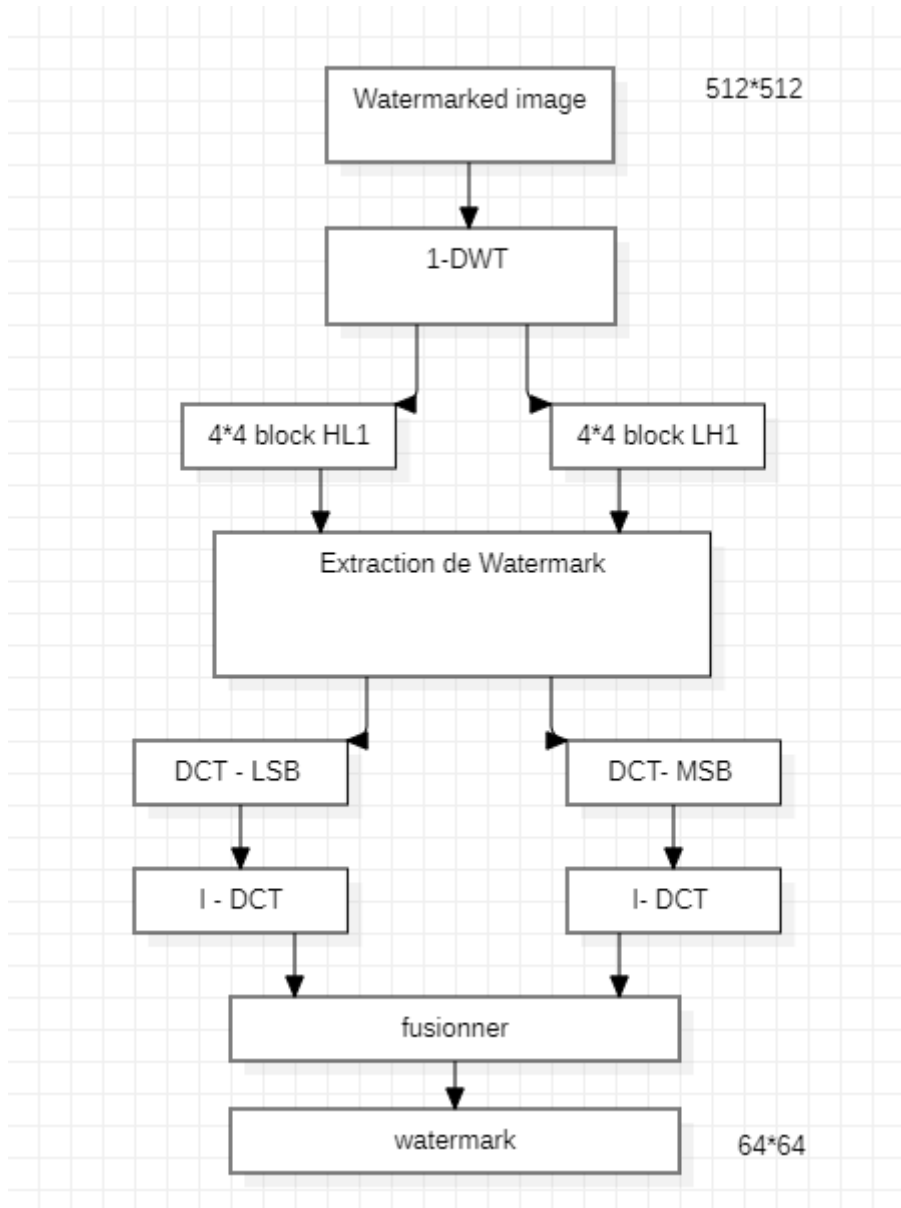 Watermarked image
512*512
1-DWT
4*4 block HL1
4*4 block LH1
Extraction de Watermark
DCT - LSB
DCT- MSB
I - DCT
I- DCT
fusionner
watermark
64*64